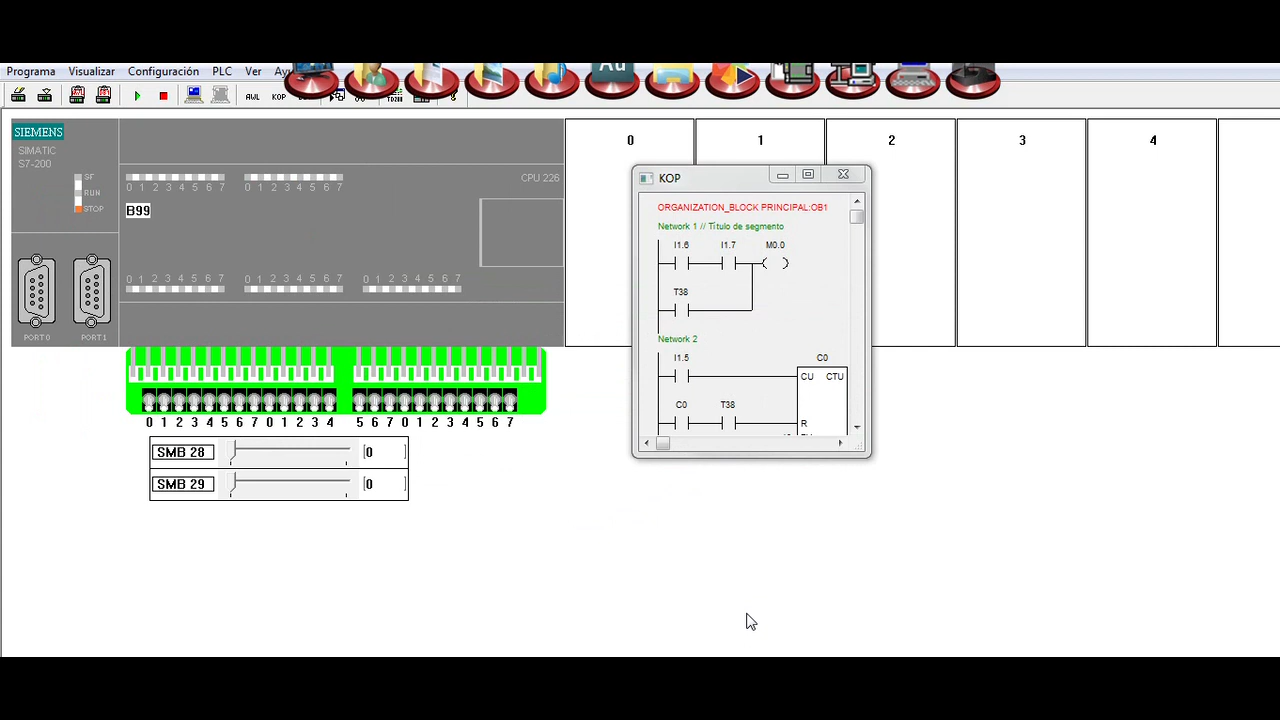 Programa Visualizar Configuración PLC Ver Ayu
Au
AWL KOP
SIEMENS
SIMATIC
S7-200
SF
RUN
STOP
0 1 2 3 4 5 6 7 0 1 2 3 4 5 6 7
CPU 226
B99
0 1 2 3 4 5 6 7 0 1 2 3 4 5 6 7 0 1 2 3 4 5 6 7
PORT0 PORT1
0 1 2 3 4
0 1 2 3 4 5 6 7 0 1 2 3 4 5 6 7 0 1 2 3 4 5 6 7
SMB 28 [0 ]
SMB 29 [0 ]
KOP
ORGANIZATION_BLOCK PRINCIPAL:OB1
Network 1 // Título de segmento
I1.6 I1.7 M0.0
T38
Network 2
I1.5 C0
CU CTU
C0 T38
R